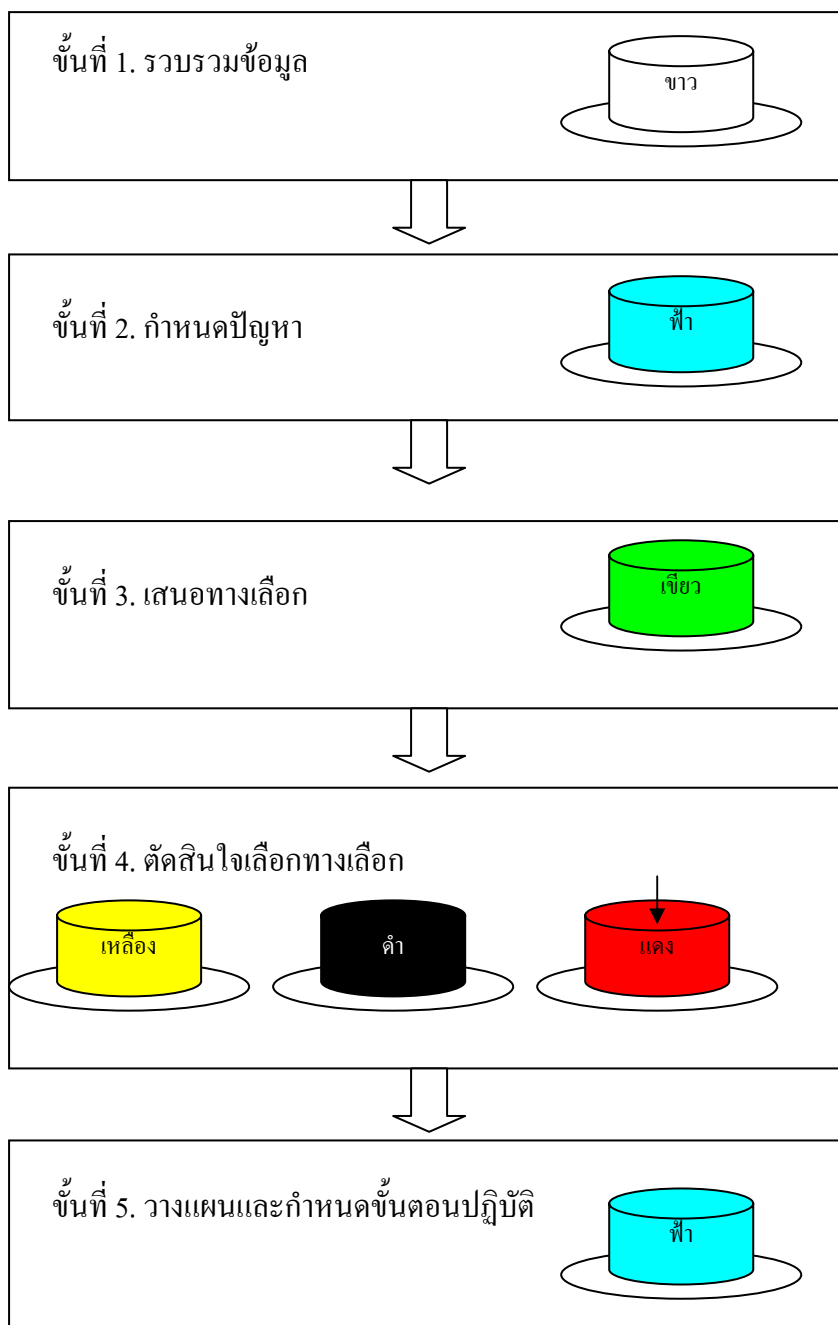 ขั้นที่ 1. รวบรวมข้อมูล
ขาว
ขั้นที่ 2. กำหนดปัญหา
ฟ้า
ขั้นที่ 3. เสนอทางเลือก
เขียว
ขั้นที่ 4. ตัดสินใจเลือกทางเลือก
เหลือง ดำ แดง
ขั้นที่ 5. วางแผนและกำหนดขั้นตอนปฏิบัติ
ฟ้า